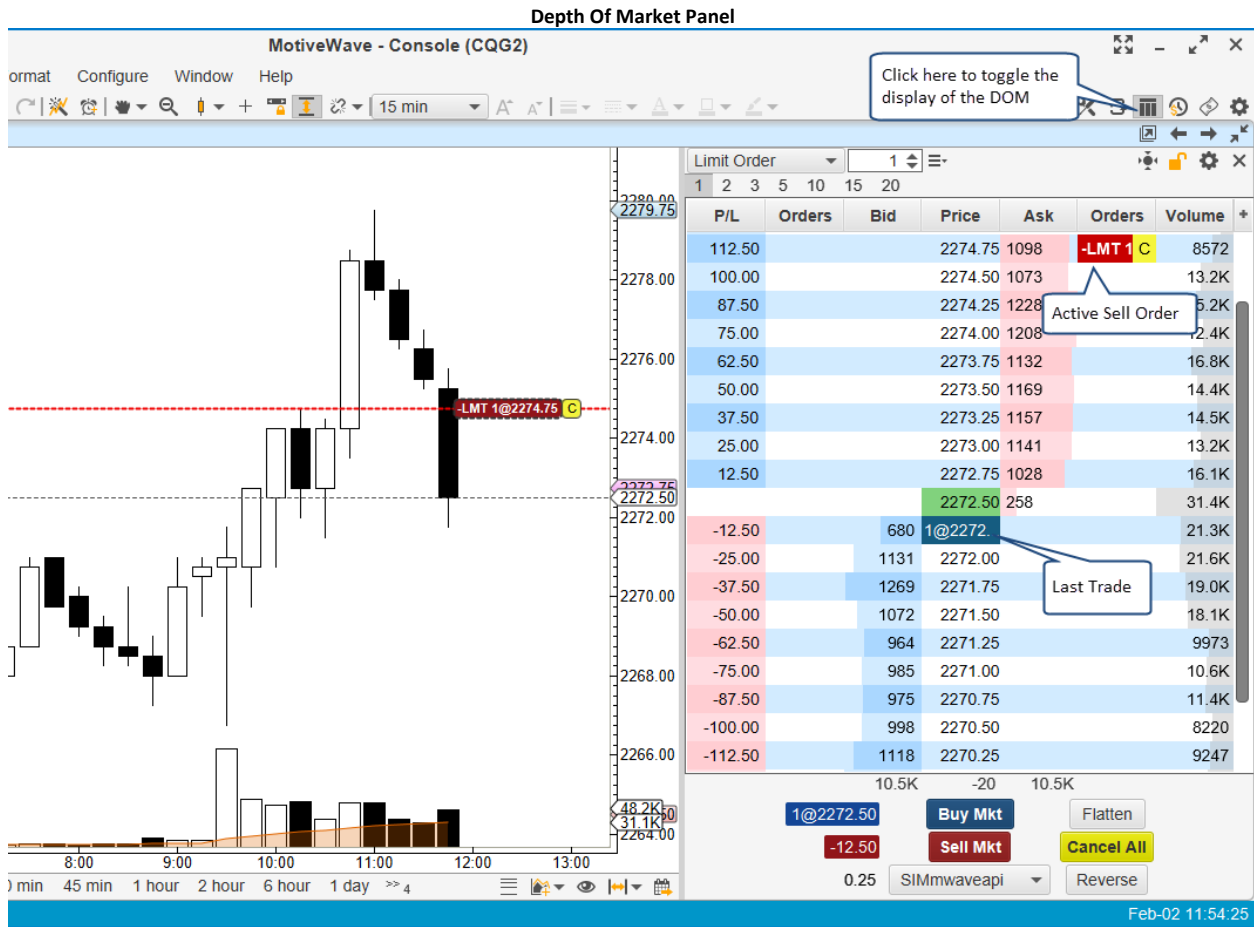 Depth Of Market Panel
MotiveWave - Console (CQG2)
ormat Configure Window Help
Click here to toggle the
display of the DOM
15 min
Limit Order 1
1 2 3 5 10 15 20
P/L Orders Bid Price Ask Orders Volume
112.50 2274.75 1098 -LMT 1 C 8572
100.00 2274.50 1073 13.2K
87.50 2274.25 1228 5.2K
Active Sell Order
75.00 2274.00 1208 2.4K
62.50 2273.75 1132 16.8K
50.00 2273.50 1169 14.4K
37.50 2273.25 1157 14.5K
25.00 2273.00 1141 13.2K
12.50 2272.75 1028 16.1K
2272.50 258 31.4K
-12.50 680 1@2272. 21.3K
-25.00 1131 2272.00 21.6K
-37.50 1269 2271.75 19.0K
Last Trade
-50.00 1072 2271.50 18.1K
-62.50 964 2271.25 9973
-75.00 985 2271.00 10.6K
-87.50 975 2270.75 11.4K
-100.00 998 2270.50 8220
-112.50 1118 2270.25 9247
10.5K -20 10.5K
1@2272.50 Buy Mkt Flatten
-12.50 Sell Mkt Cancel All
0.25 SIMmwaveapi Reverse
2279.75
2278.00
2276.00
-LMT 1@2274.75 C
2274.00
2272.50
2272.00
2270.00
2268.00
2266.00
48.2K
31.1K
2264.00
8:00 9:00 10:00 11:00 12:00 13:00
0 min 45 min 1 hour 2 hour 6 hour 1 day >> 4
Feb-02 11:54:25